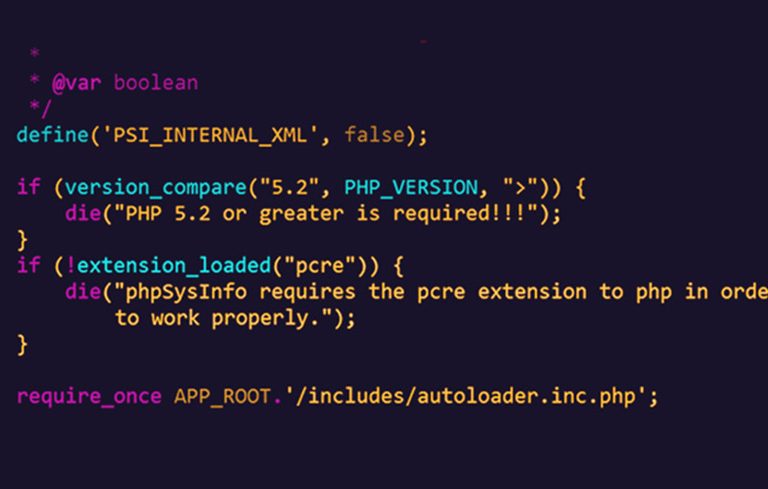 *
* @var boolean
*/
define('PSI_INTERNAL_XML', false);
if (version_compare("5.2", PHP_VERSION, ">")) {
die("PHP 5.2 or greater is required!!!");
}
if (!extension_loaded("pcre")) {
die("phpSysInfo requires the pcre extension to php in orde
to work properly.");
}
require_once APP_ROOT.'/includes/autoloader.inc.php';